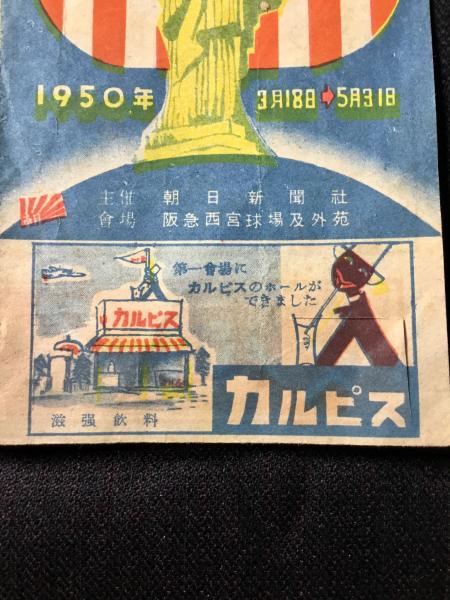 1950年 3月18日➡5月31日
主催 朝日新聞社
會場 阪急西宮球場及外苑
朝
第一會場に
カルピスのホールが
できました
カルピス
滋强飲料
カルピス